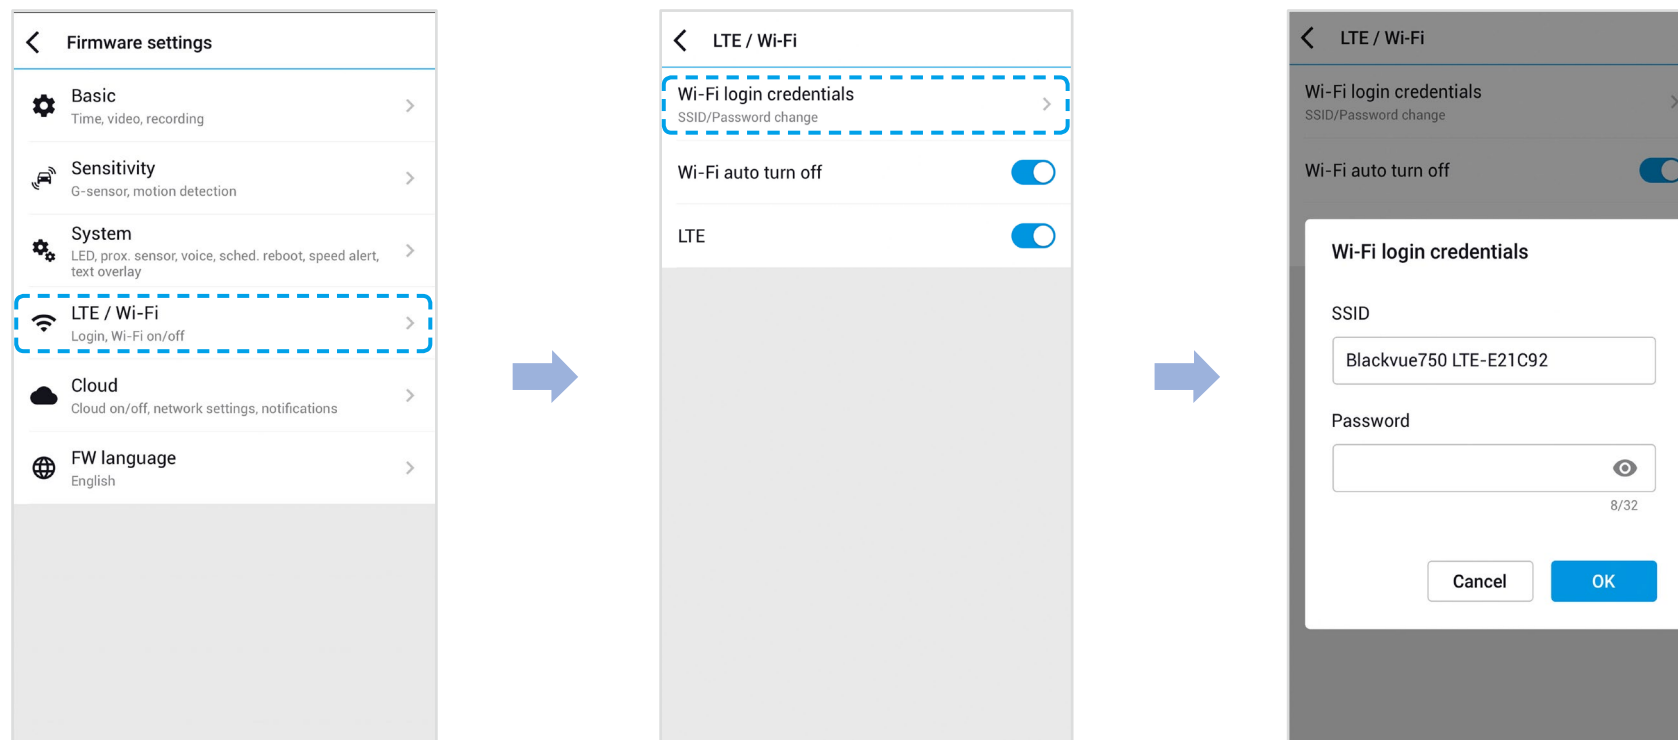 Firmware settings
Basic
Time, video, recording
Sensitivity
G-sensor, motion detection
System
LED, prox. sensor, voice, sched. reboot, speed alert,
text overlay
LTE / Wi-Fi
Login, Wi-Fi on/off
Cloud
Cloud on/off, network settings, notifications
FW language
English
LTE / Wi-Fi
Wi-Fi login credentials
SSID/Password change
Wi-Fi auto turn off
LTE
LTE / Wi-Fi
Wi-Fi login credentials
SSID/Password change
Wi-Fi auto turn off
Wi-Fi login credentials
SSID
Blackvue750 LTE-E21C92
Password
8/32
Cancel OK